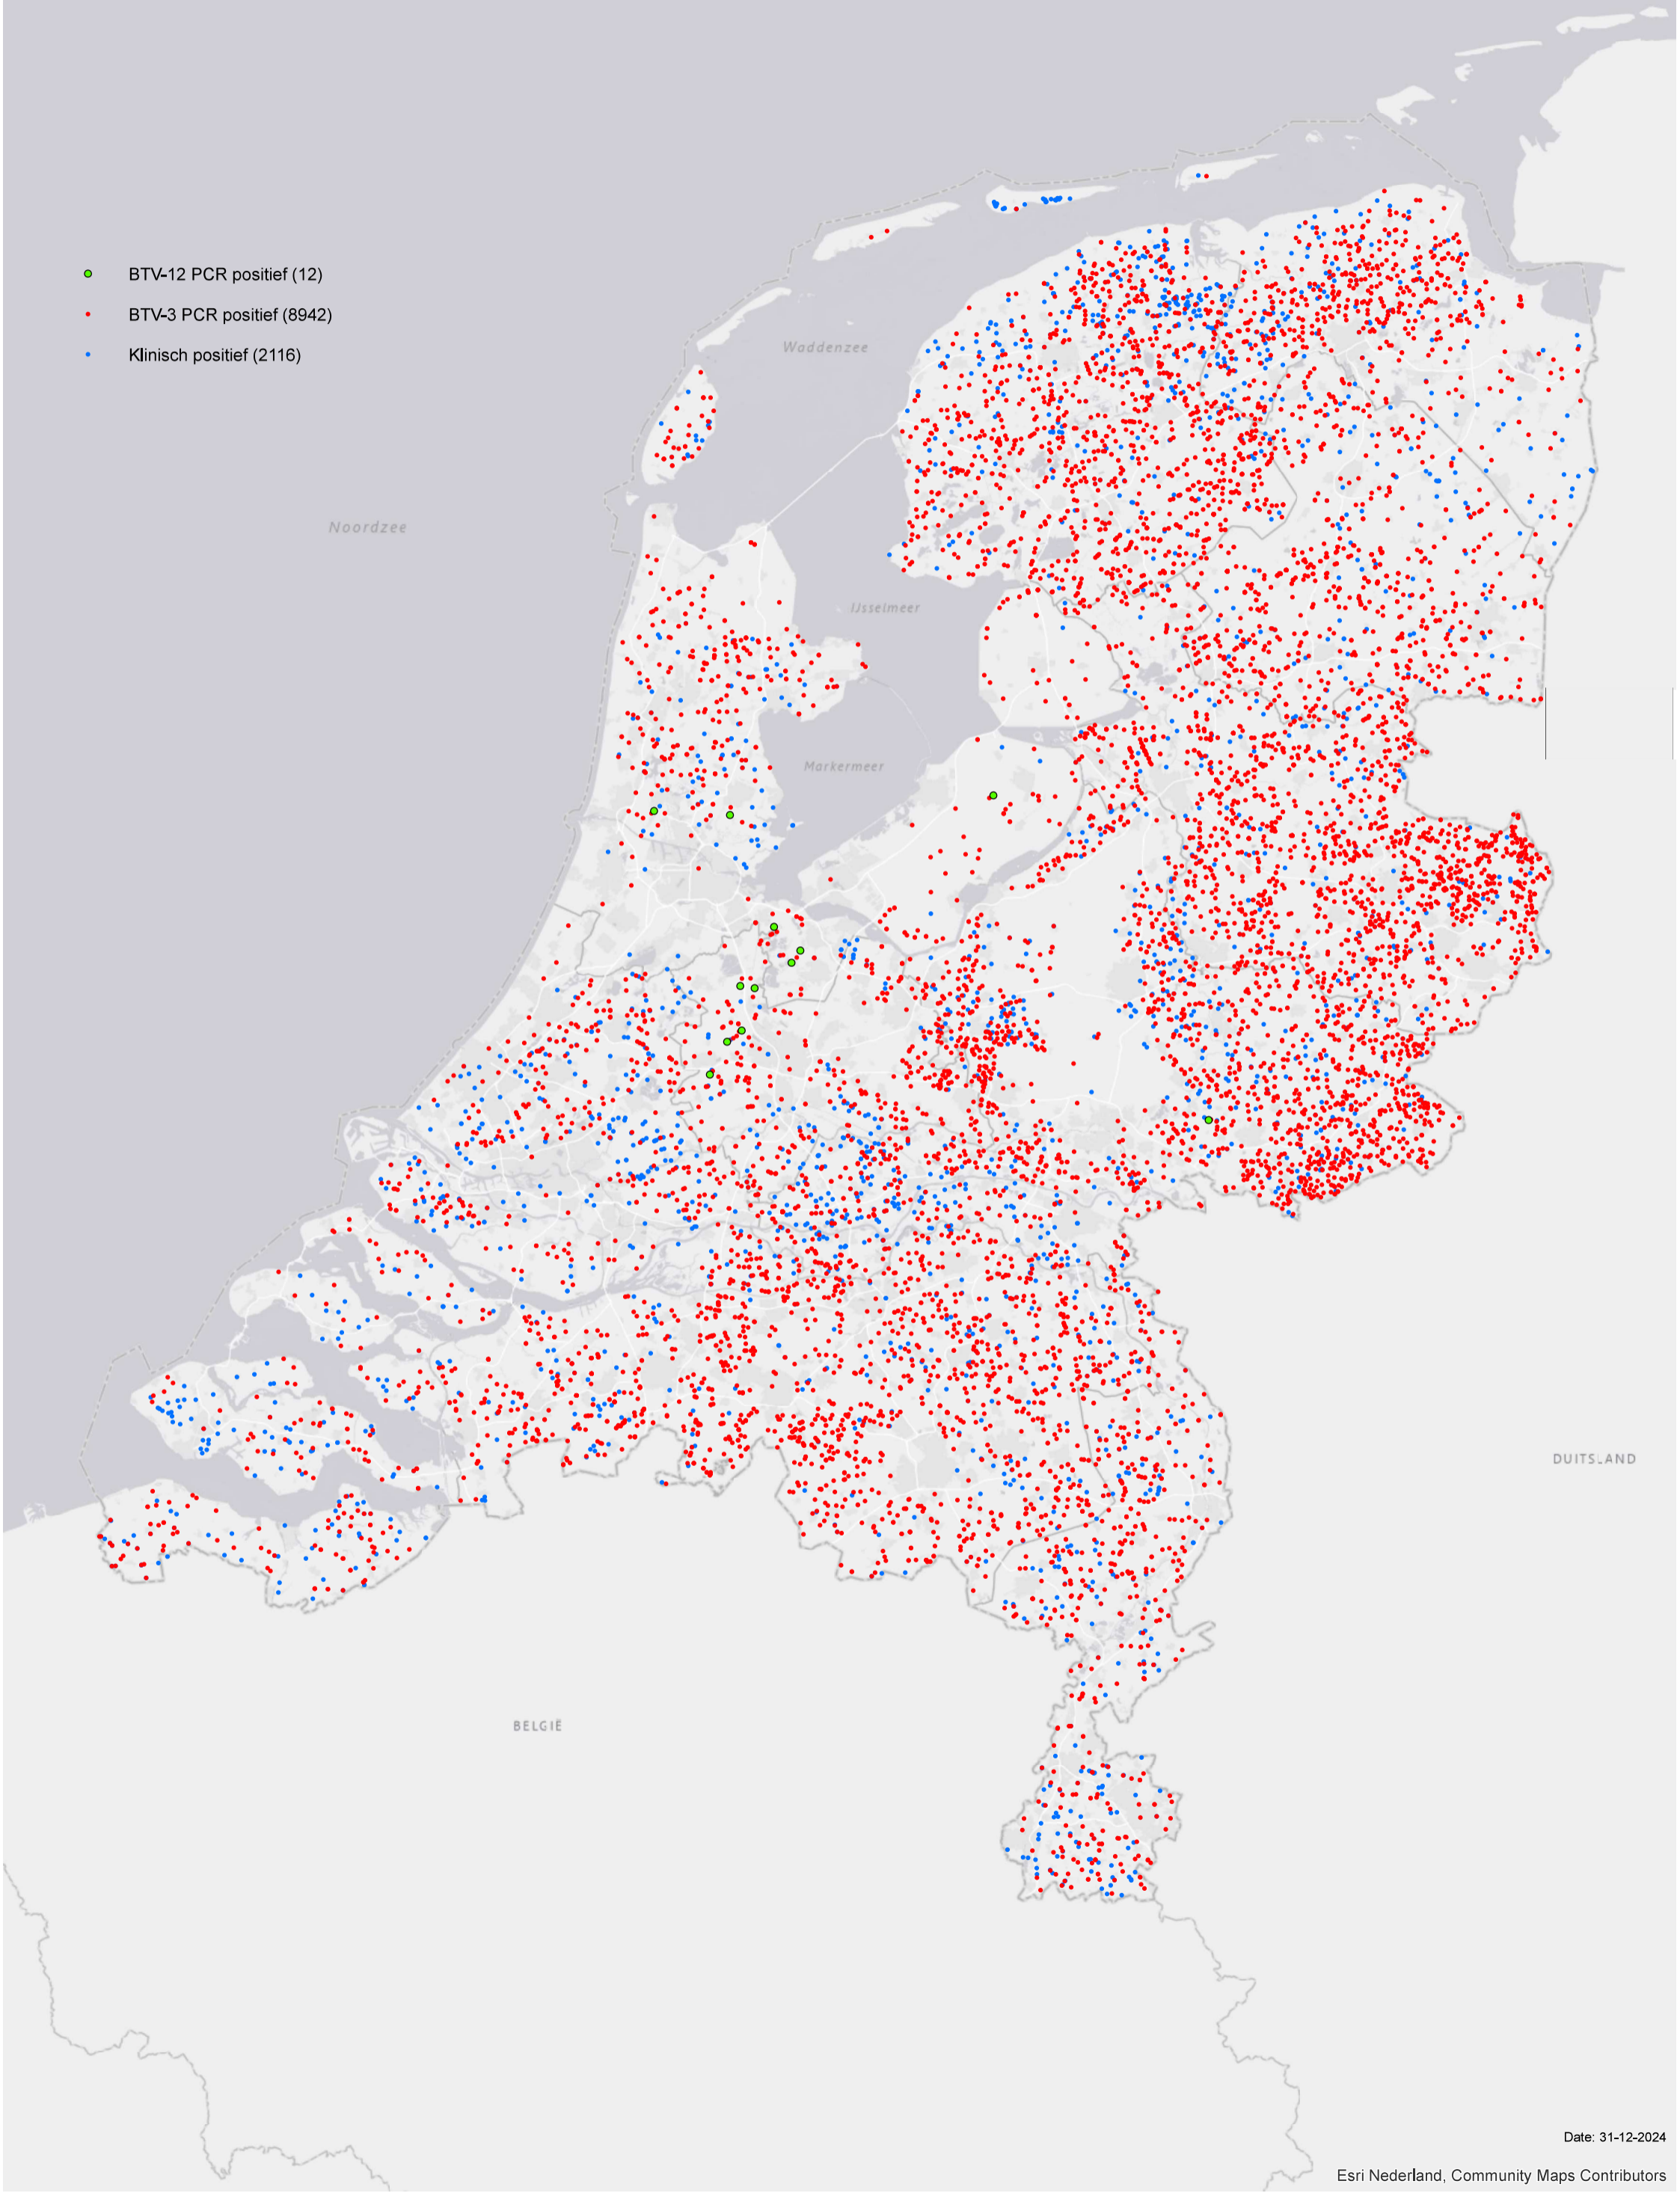 BTV-12 PCR positief (12)
BTV-3 PCR positief (8942)
Klinisch positief (2116)
Waddenzee
Noordzee
IJsselmeer
Markermeer
DUITSLAND
BELGIË
Date: 31-12-2024
Esri Nederland, Community Maps Contributors